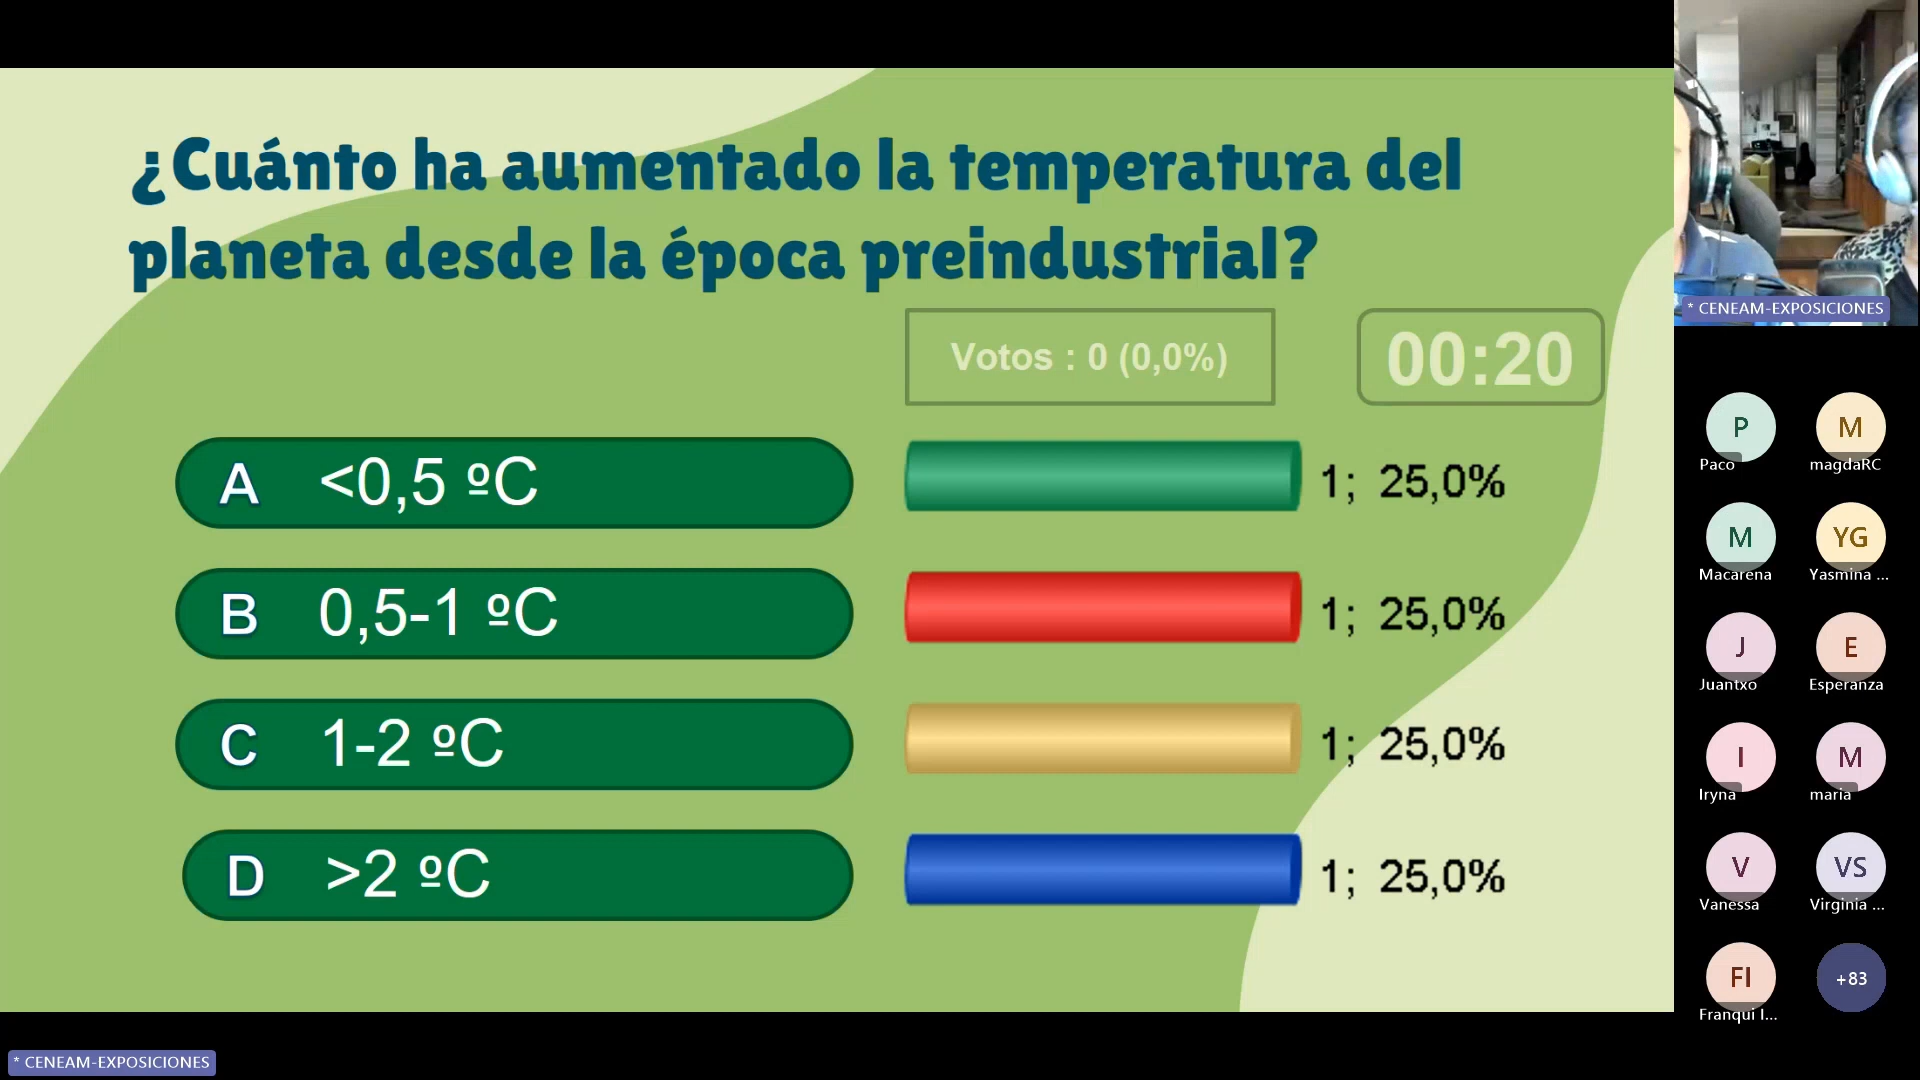 ¿Cuánto ha aumentado la temperatura del
planeta desde la época preindustrial?
Votos : 0 (0,0%)
00:20
A <0,5 ºC
1; 25,0%
B 0,5-1 ºC
1; 25,0%
C 1-2 ºC
1; 25,0%
D >2 ºC
1; 25,0%
* CENEAM-EXPOSICIONES
P
Paco
M
magdaRC
M
Macarena
YG
Yasmina ...
J
Juantxo
E
Esperanza
I
Iryna
M
maria
V
Vanessa
VS
Virginia ...
FI
Franqui I...
+83
* CENEAM-EXPOSICIONES